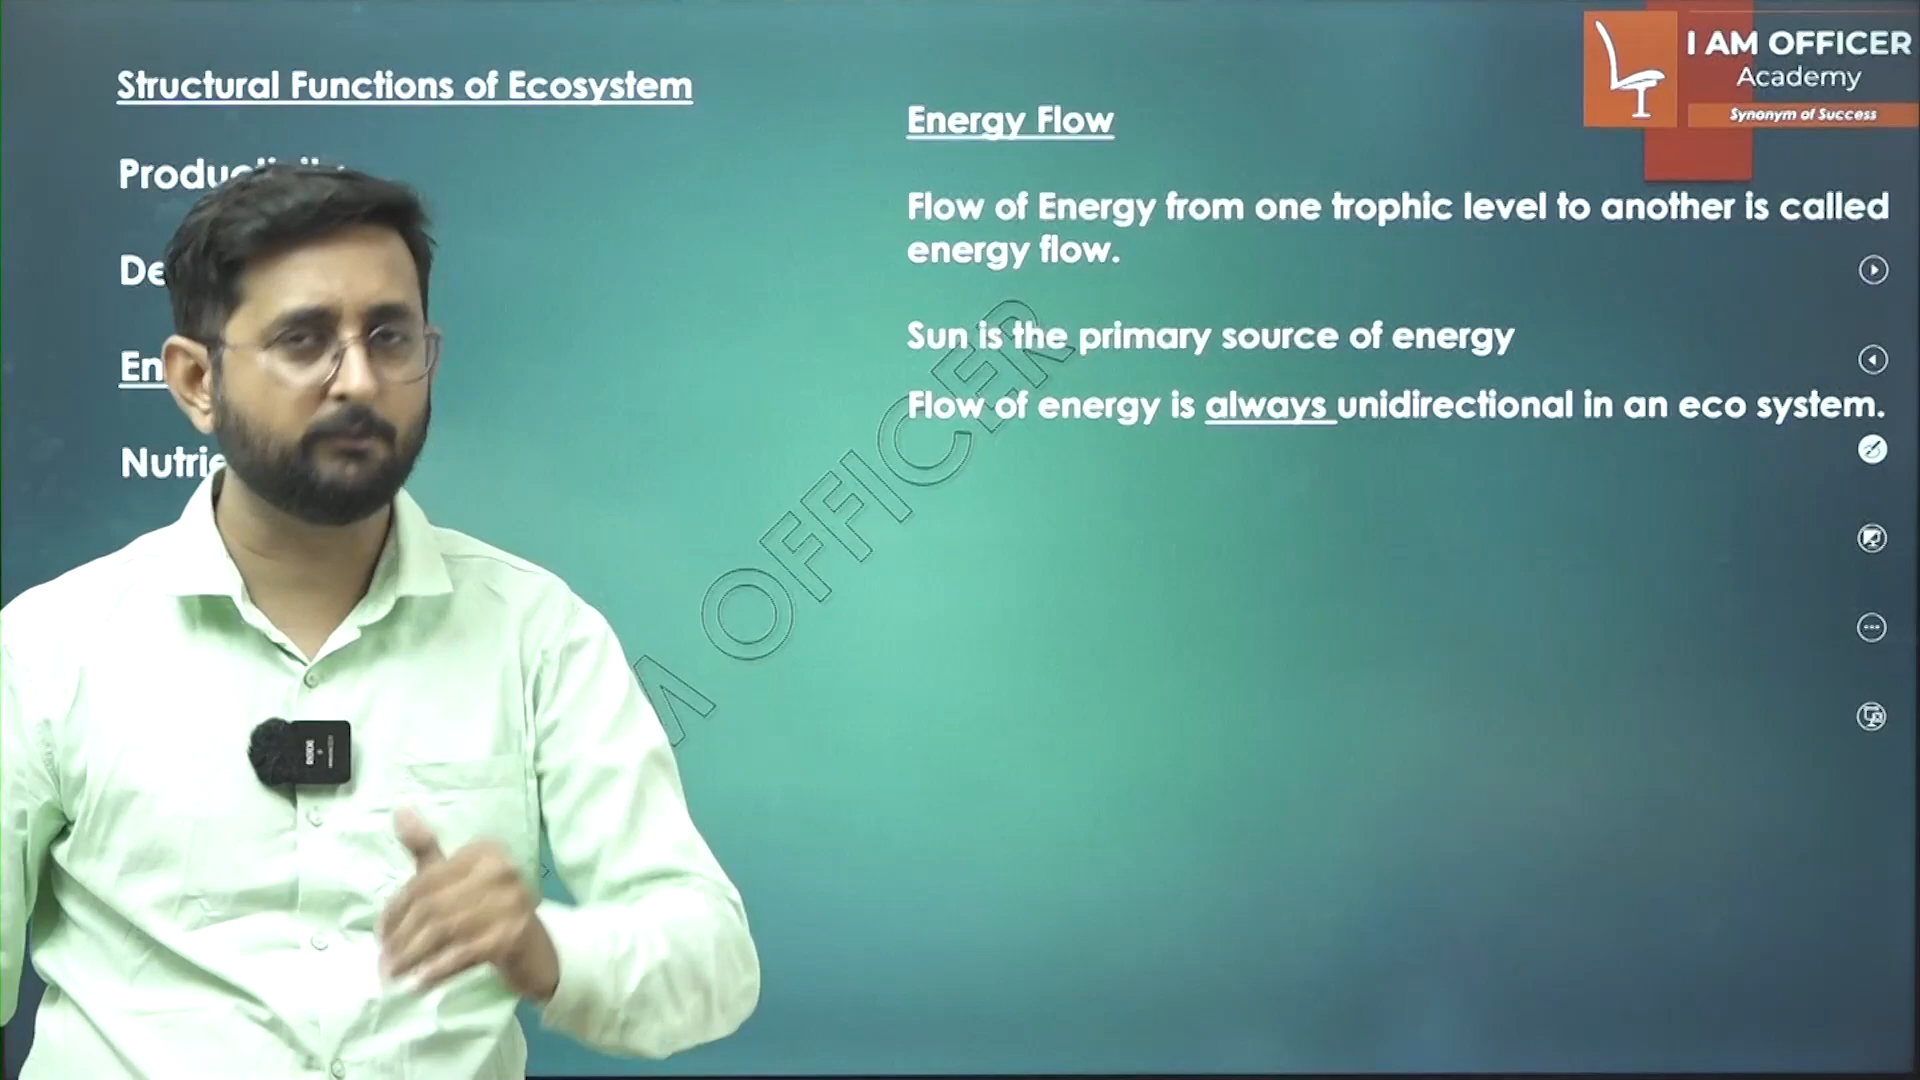 Structural Functions of Ecosystem
Energy Flow
Flow of Energy from one trophic level to another is called
energy flow.
Sun is the primary source of energy
Flow of energy is always unidirectional in an eco system.
I AM OFFICER
Academy
Synonym of Success
OFFICER
RODE